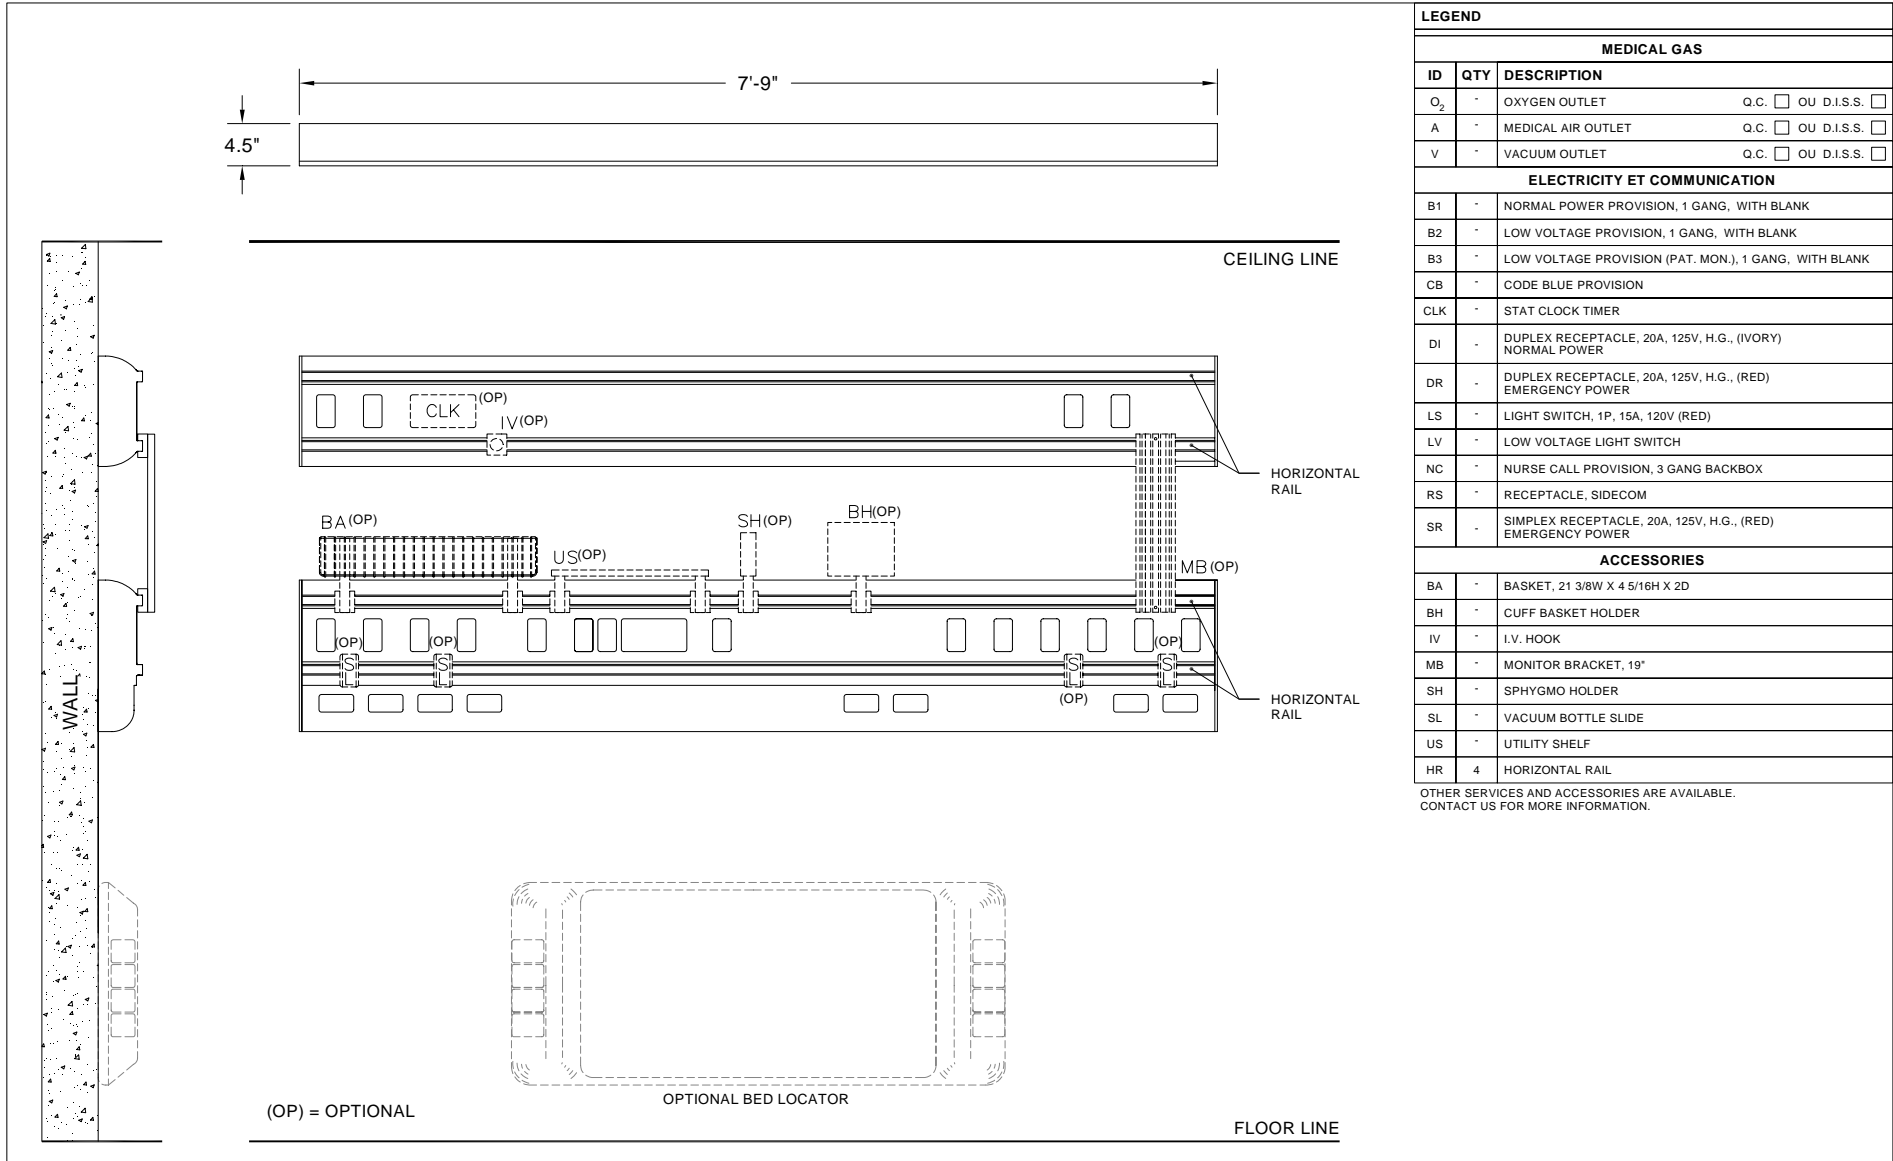 7'-9"
4.5"
CEILING LINE
CLK (OP)
IV (OP)
HORIZONTAL
RAIL
BA (OP)
SH (OP)
BH (OP)
US (OP)
MB (OP)
(OP)
(OP)
(OP)
SL
SL
SL
SL
(OP)
HORIZONTAL
RAIL
WALL
OPTIONAL BED LOCATOR
(OP) = OPTIONAL
FLOOR LINE
LEGEND
MEDICAL GAS
ID QTY DESCRIPTION
O2 - OXYGEN OUTLET Q.C. OU D.I.S.S.
A - MEDICAL AIR OUTLET Q.C. OU D.I.S.S.
V - VACUUM OUTLET Q.C. OU D.I.S.S.
ELECTRICITY ET COMMUNICATION
B1 - NORMAL POWER PROVISION, 1 GANG, WITH BLANK
B2 - LOW VOLTAGE PROVISION, 1 GANG, WITH BLANK
B3 - LOW VOLTAGE PROVISION (PAT. MON.), 1 GANG, WITH BLANK
CB - CODE BLUE PROVISION
CLK - STAT CLOCK TIMER
DI - DUPLEX RECEPTACLE, 20A, 125V, H.G., (IVORY)
NORMAL POWER
DR - DUPLEX RECEPTACLE, 20A, 125V, H.G., (RED)
EMERGENCY POWER
LS - LIGHT SWITCH, 1P, 15A, 120V (RED)
LV - LOW VOLTAGE LIGHT SWITCH
NC - NURSE CALL PROVISION, 3 GANG BACKBOX
RS - RECEPTACLE, SIDECOM
SR - SIMPLEX RECEPTACLE, 20A, 125V, H.G., (RED)
EMERGENCY POWER
ACCESSORIES
BA - BASKET, 21 3/8W X 4 5/16H X 2D
BH - CUFF BASKET HOLDER
IV - I.V. HOOK
MB - MONITOR BRACKET, 19"
SH - SPHYGMO HOLDER
SL - VACUUM BOTTLE SLIDE
US - UTILITY SHELF
HR 4 HORIZONTAL RAIL
OTHER SERVICES AND ACCESSORIES ARE AVAILABLE.
CONTACT US FOR MORE INFORMATION.